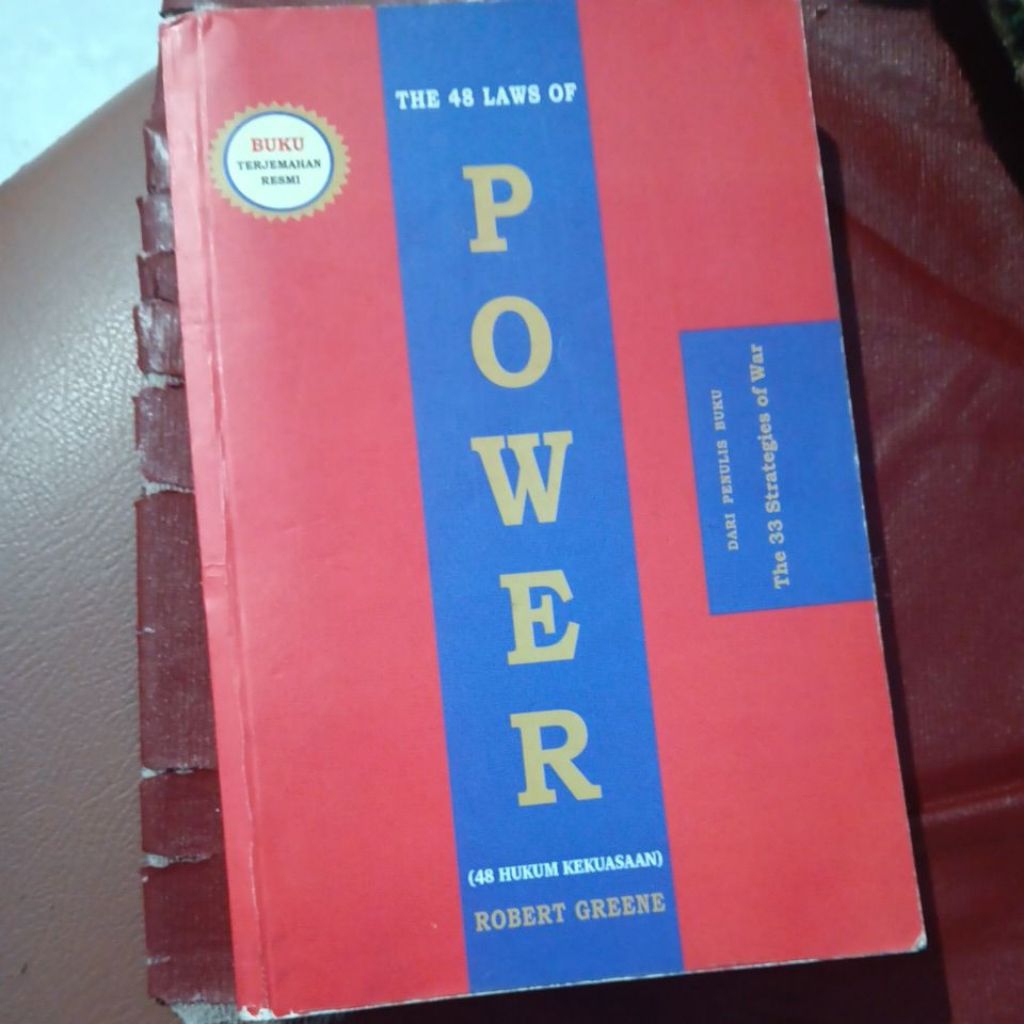 THE 48 LAWS OF
POWER
BUKU
TERJEMAHAN
RESMI
DARI PENULIS BUKU
The 33 Strategies of War
(48 HUKUM KEKUASAAN)
ROBERT GREENE